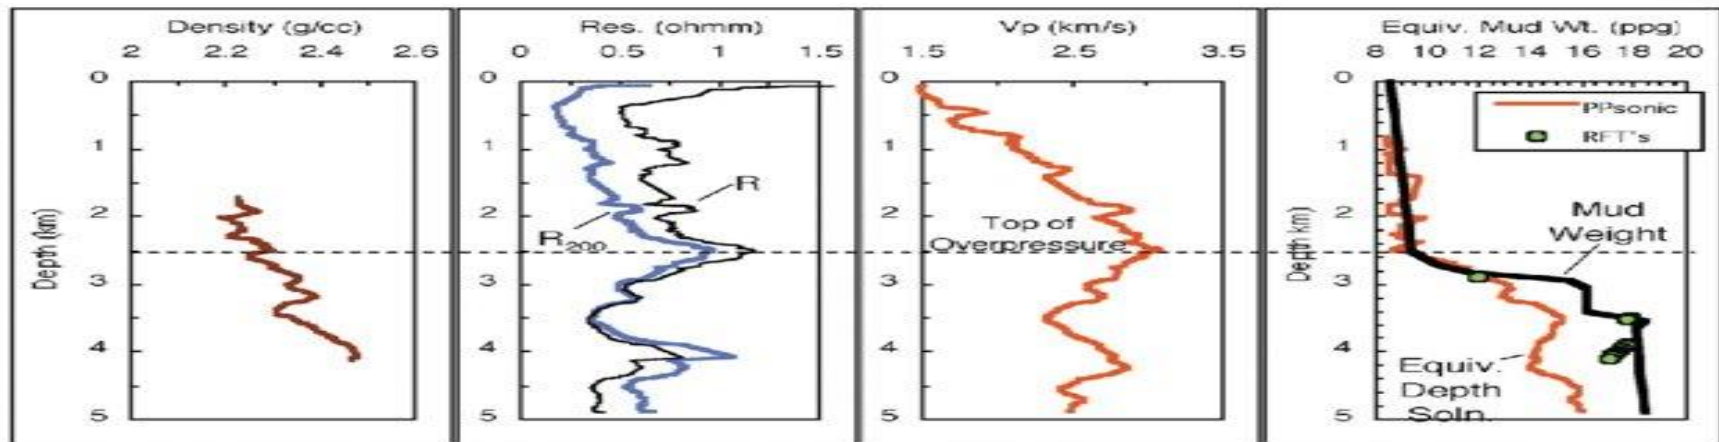 Density (g/cc)
2 2.2 2.4 2.6
0
1
2
3
4
5
Depth (km)
Res. (ohmm)
0 0.5 1 1.5
0
1
2
3
4
5
R
R200
Vp (km/s)
1.5 2.5 3.5
0
1
2
3
4
5
Top of
Overpressure
Equiv. Mud Wt. (ppg)
8 10 12 14 16 18 20
0
1
2
3
4
5
Depth km)
PPsonic
RFT's
Mud
Weight
Equiv.
Depth
Soln.